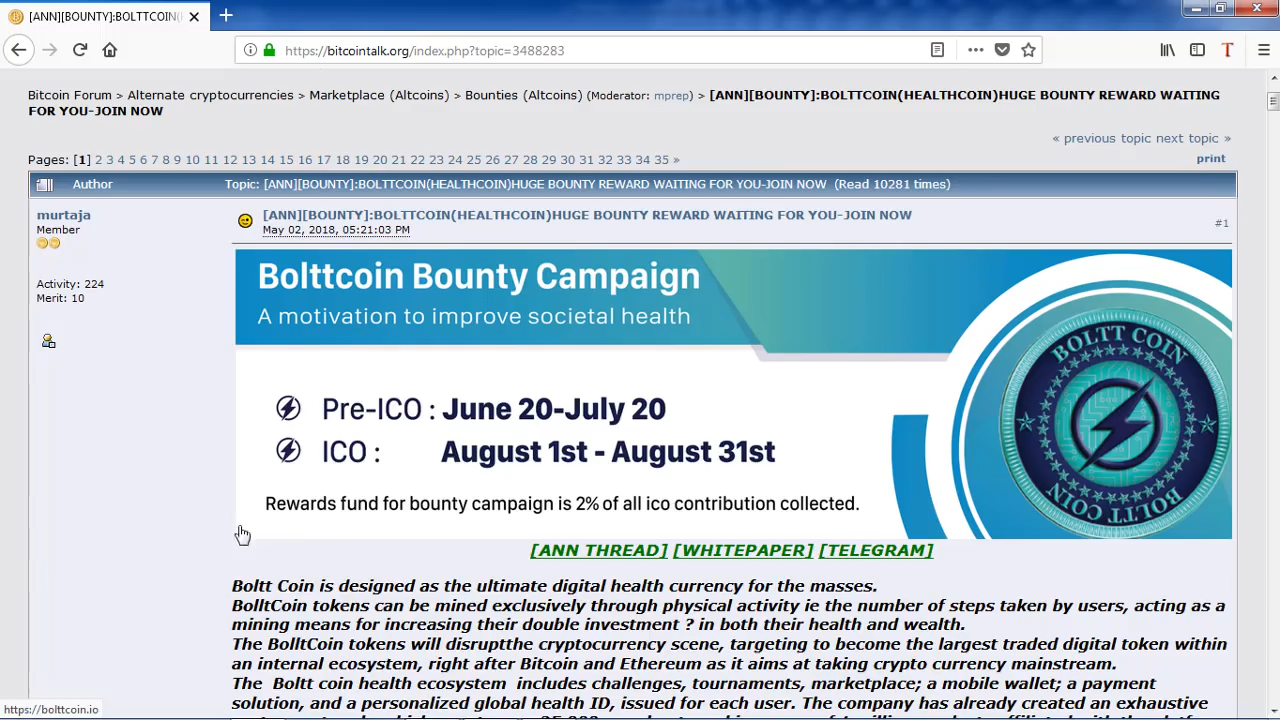 [ANN][BOUNTY]:BOLTTCOIN(H
https://bitcointalk.org/index.php?topic=3488283
Bitcoin Forum > Alternate cryptocurrencies > Marketplace (Altcoins) > Bounties (Altcoins) (Moderator: mprep) > [ANN][BOUNTY]:BOLTTCOIN(HEALTHCOIN)HUGE BOUNTY REWARD WAITING
FOR YOU-JOIN NOW
« previous topic next topic »
Pages: [1] 2 3 4 5 6 7 8 9 10 11 12 13 14 15 16 17 18 19 20 21 22 23 24 25 26 27 28 29 30 31 32 33 34 35 »
print
Author
Topic: [ANN][BOUNTY]:BOLTTCOIN(HEALTHCOIN)HUGE BOUNTY REWARD WAITING FOR YOU-JOIN NOW (Read 10281 times)
murtaja
Member
Activity: 224
Merit: 10
[ANN][BOUNTY]:BOLTTCOIN(HEALTHCOIN)HUGE BOUNTY REWARD WAITING FOR YOU-JOIN NOW
May 02, 2018, 05:21:03 PM
#1
Bolttcoin Bounty Campaign
A motivation to improve societal health
Pre-ICO : June 20-July 20
ICO : August 1st - August 31st
Rewards fund for bounty campaign is 2% of all ico contribution collected.
BOLTT COIN
BOLTT COIN
[ANN THREAD] [WHITEPAPER] [TELEGRAM]
Boltt Coin is designed as the ultimate digital health currency for the masses.
BolltCoin tokens can be mined exclusively through physical activity ie the number of steps taken by users, acting as a
mining means for increasing their double investment ? in both their health and wealth.
The BolltCoin tokens will disruptthe cryptocurrency scene, targeting to become the largest traded digital token within
an internal ecosystem, right after Bitcoin and Ethereum as it aims at taking crypto currency mainstream.
The Boltt coin health ecosystem includes challenges, tournaments, marketplace; a mobile wallet; a payment
solution, and a personalized global health ID, issued for each user. The company has already created an exhaustive
https://bolttcoin.io